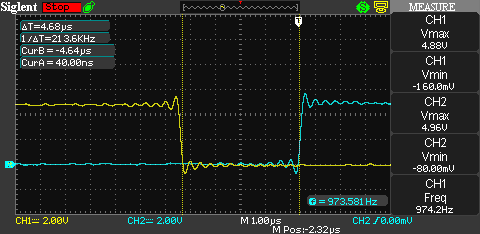 Siglent Stop MEASURE
ΔT=4.68µs
1/ΔT=213.6KHz
CurB=-4.64µs
CurA=40.00ns
CH1
Vmax
4.88V
CH1
Vmin
-160.0mV
CH2
Vmax
4.96V
CH2
Vmin
-80.00mV
CH1
Freq
974.2Hz
=973.581Hz
CH1 2.00V CH2 2.00V M 1.00µs CH2 /0.00mV
M Pos:-2.32µs